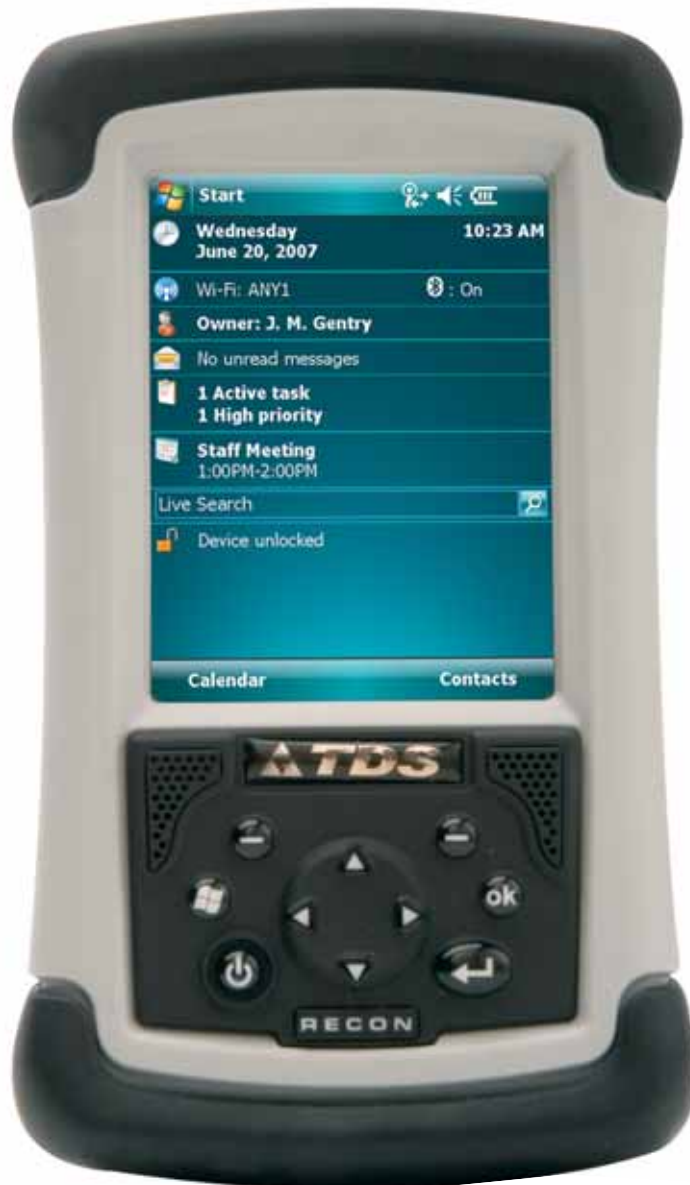 Start
Wednesday 10:23 AM
June 20, 2007
Wi-Fi: ANY1 : On
Owner: J. M. Gentry
No unread messages
1 Active task
1 High priority
Staff Meeting
1:00PM-2:00PM
Live Search
Device unlocked
Calendar Contacts
TDS
ok
RECON